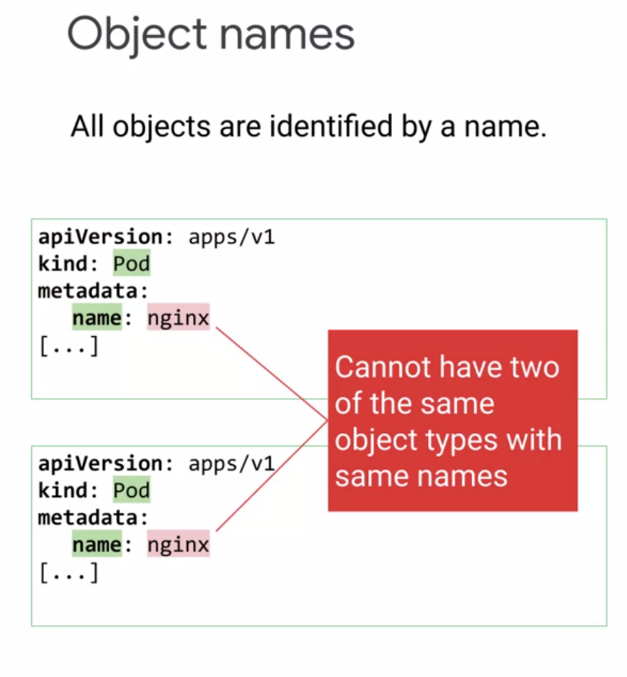 Object names
All objects are identified by a name.
apiVersion: apps/v1
kind: Pod
metadata:
name: nginx
[...]
Cannot have two
of the same
object types with
same names
apiVersion: apps/v1
kind: Pod
metadata:
name: nginx
[...]